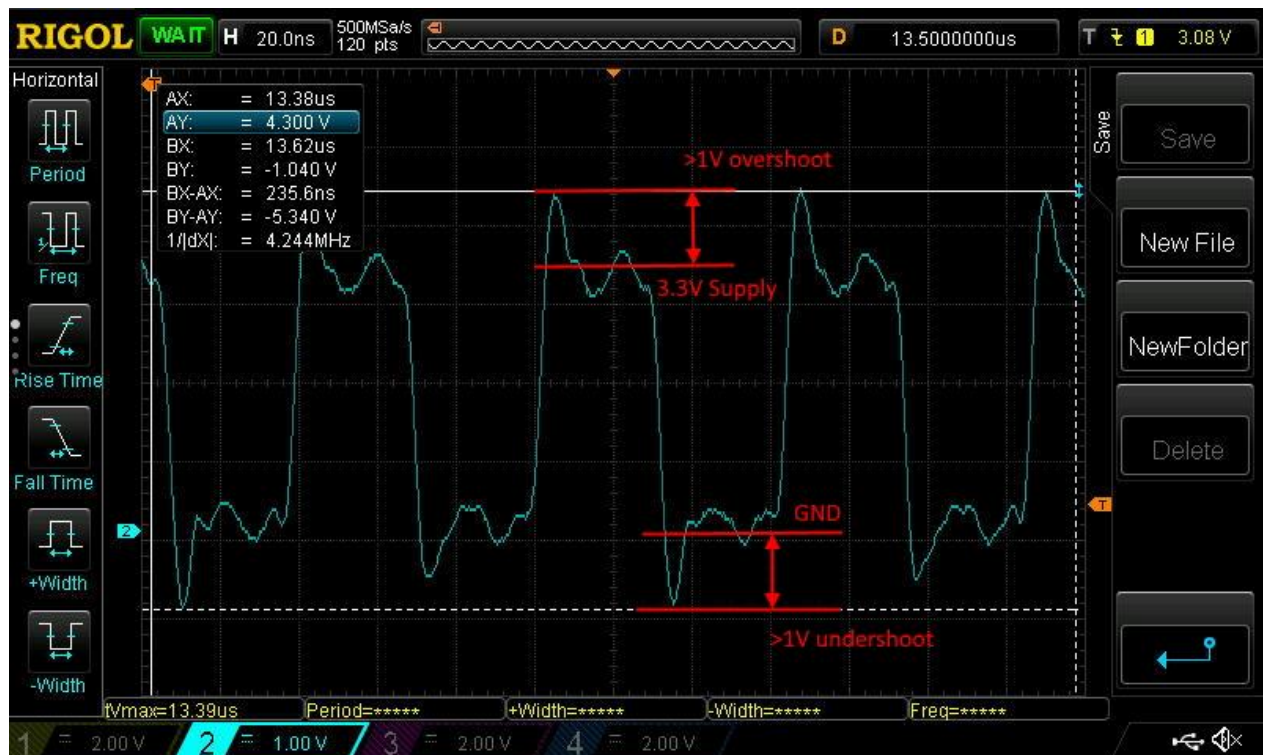 RIGOL WAIT H 20.0ns 500MSa/s 120 pts D 13.5000000us T 1 3.08 V
Horizontal
Period
Freq
Rise Time
Fall Time
+Width
-Width
T
AX: = 13.38us
AY: = 4.300 V
BX: = 13.62us
BY: = -1.040 V
BX-AX: = 235.6ns
BY-AY: = -5.340 V
1/|dX|: = 4.244MHz
>1V overshoot
3.3V Supply
GND
>1V undershoot
2
T
Save
Save
New File
NewFolder
Delete
tVmax=13.39us Period=***** +Width=***** -Width=***** Freq=*****
1 = 2.00 V 2 = 1.00 V 3 = 2.00 V 4 = 2.00 V